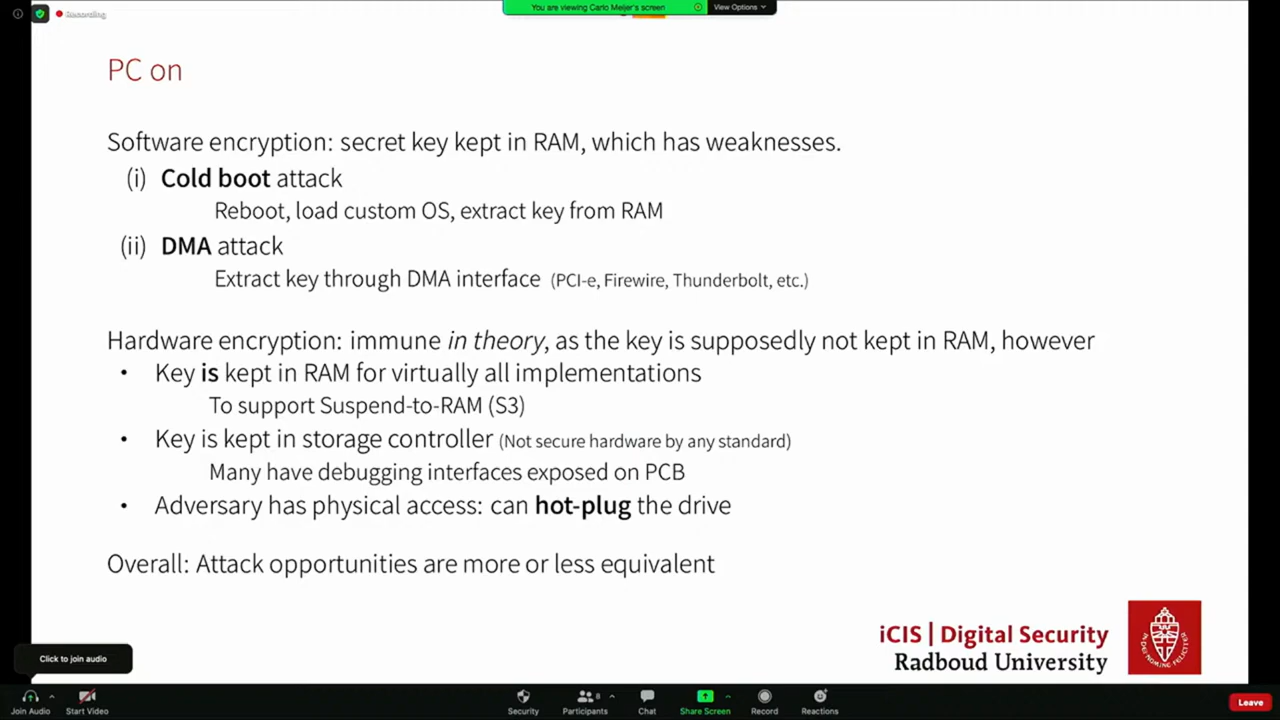 Recording
You are viewing Carlo Meijer's screen
View Options
PC on
Software encryption: secret key kept in RAM, which has weaknesses.
(i) Cold boot attack
Reboot, load custom OS, extract key from RAM
(ii) DMA attack
Extract key through DMA interface (PCI-e, Firewire, Thunderbolt, etc.)
Hardware encryption: immune in theory, as the key is supposedly not kept in RAM, however
• Key is kept in RAM for virtually all implementations
To support Suspend-to-RAM (S3)
• Key is kept in storage controller (Not secure hardware by any standard)
Many have debugging interfaces exposed on PCB
• Adversary has physical access: can hot-plug the drive
Overall: Attack opportunities are more or less equivalent
iCIS | Digital Security
Radboud University
Click to join audio
Join Audio
Start Video
Security
Participants
8
Chat
Share Screen
Record
Reactions
Leave